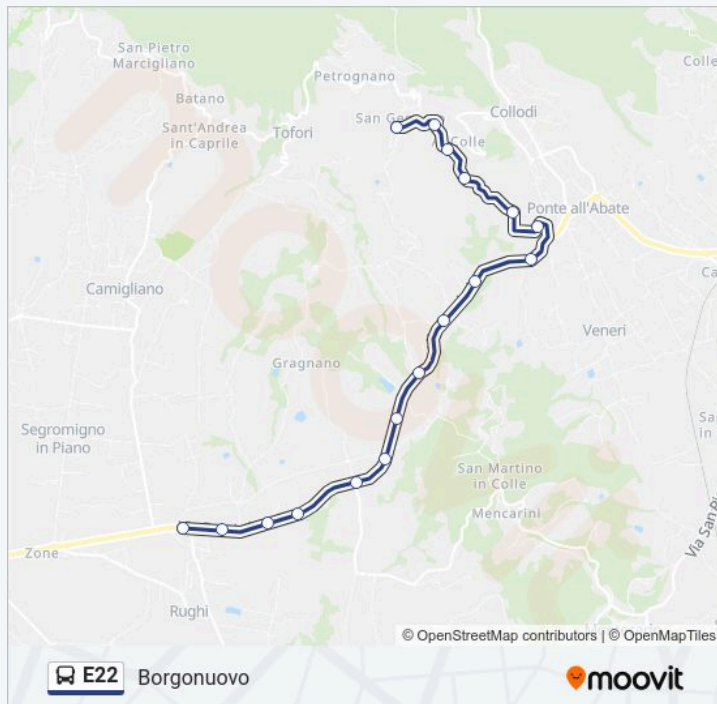 San Pietro
Marcigliano
Petrognano
Colle
Batano
Collodi
Sant'Andrea
in Caprile
Tofori
San Ge
Colle
Ponte all'Abate
Ca
Camigliano
Veneri
Gragnano
Segromigno
in Piano
Sa
in
San Martino
in Colle
Mencarini
Via San Pi
Zone
Rughi
© OpenStreetMap contributors | © OpenMapTiles
E22
Borgonuovo
moovit